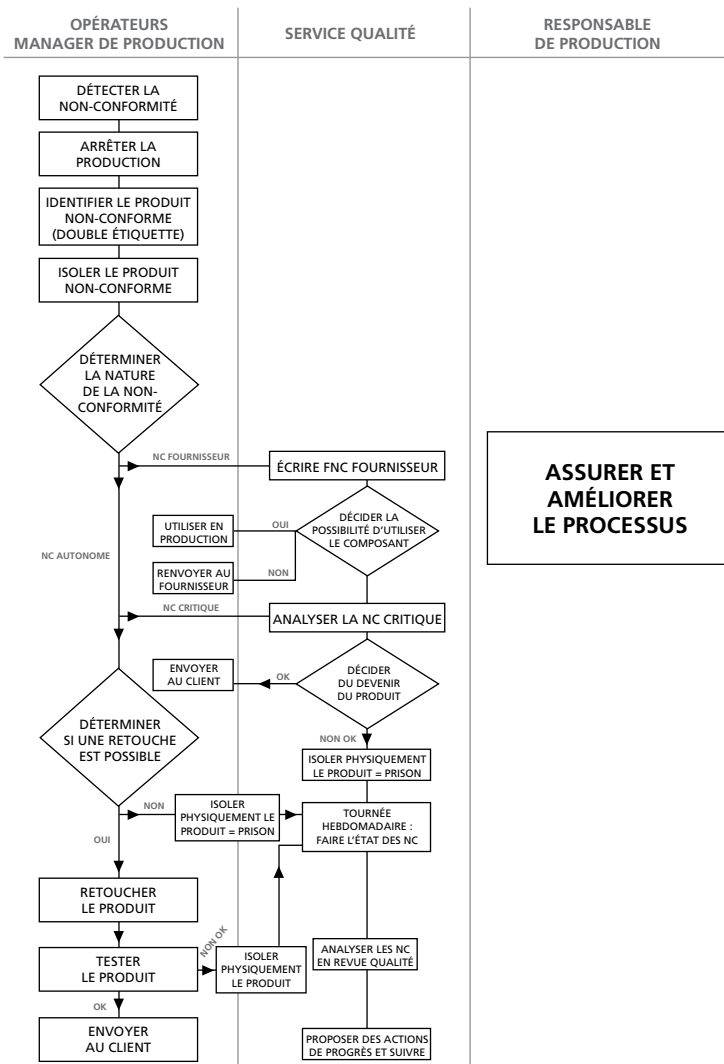 OPÉRATEURS
MANAGER DE PRODUCTION
SERVICE QUALITÉ
RESPONSABLE
DE PRODUCTION
DÉTECTER LA
NON-CONFORMITÉ
ARRÊTER LA
PRODUCTION
IDENTIFIER LE PRODUIT
NON-CONFORME
(DOUBLE ÉTIQUETTE)
ISOLER LE PRODUIT
NON-CONFORME
DÉTERMINER
LA NATURE
DE LA NON-
CONFORMITÉ
NC FOURNISSEUR
ÉCRIRE FNC FOURNISSEUR
ASSURER ET
AMÉLIORER
LE PROCESSUS
UTILISER EN
PRODUCTION
OUI
DÉCIDER LA
POSSIBILITÉ D'UTILISER
LE COMPOSANT
NC AUTONOME
RENVOYER AU
FOURNISSEUR
NON
NC CRITIQUE
ANALYSER LA NC CRITIQUE
ENVOYER
AU CLIENT
OK
DÉCIDER
DU DEVENIR
DU PRODUIT
DÉTERMINER
SI UNE RETOUCHE
EST POSSIBLE
NON OK
ISOLER PHYSIQUEMENT
LE PRODUIT = PRISON
NON
ISOLER
PHYSIQUEMENT LE
PRODUIT = PRISON
TOURNÉE
HEBDOMADAIRE :
FAIRE L'ÉTAT DES NC
OUI
RETOUCHER
LE PRODUIT
NON OK
TESTER
LE PRODUIT
ISOLER
PHYSIQUEMENT
LE PRODUIT
ANALYSER LES NC
EN REVUE QUALITÉ
OK
ENVOYER
AU CLIENT
PROPOSER DES ACTIONS
DE PROGRÈS ET SUIVRE